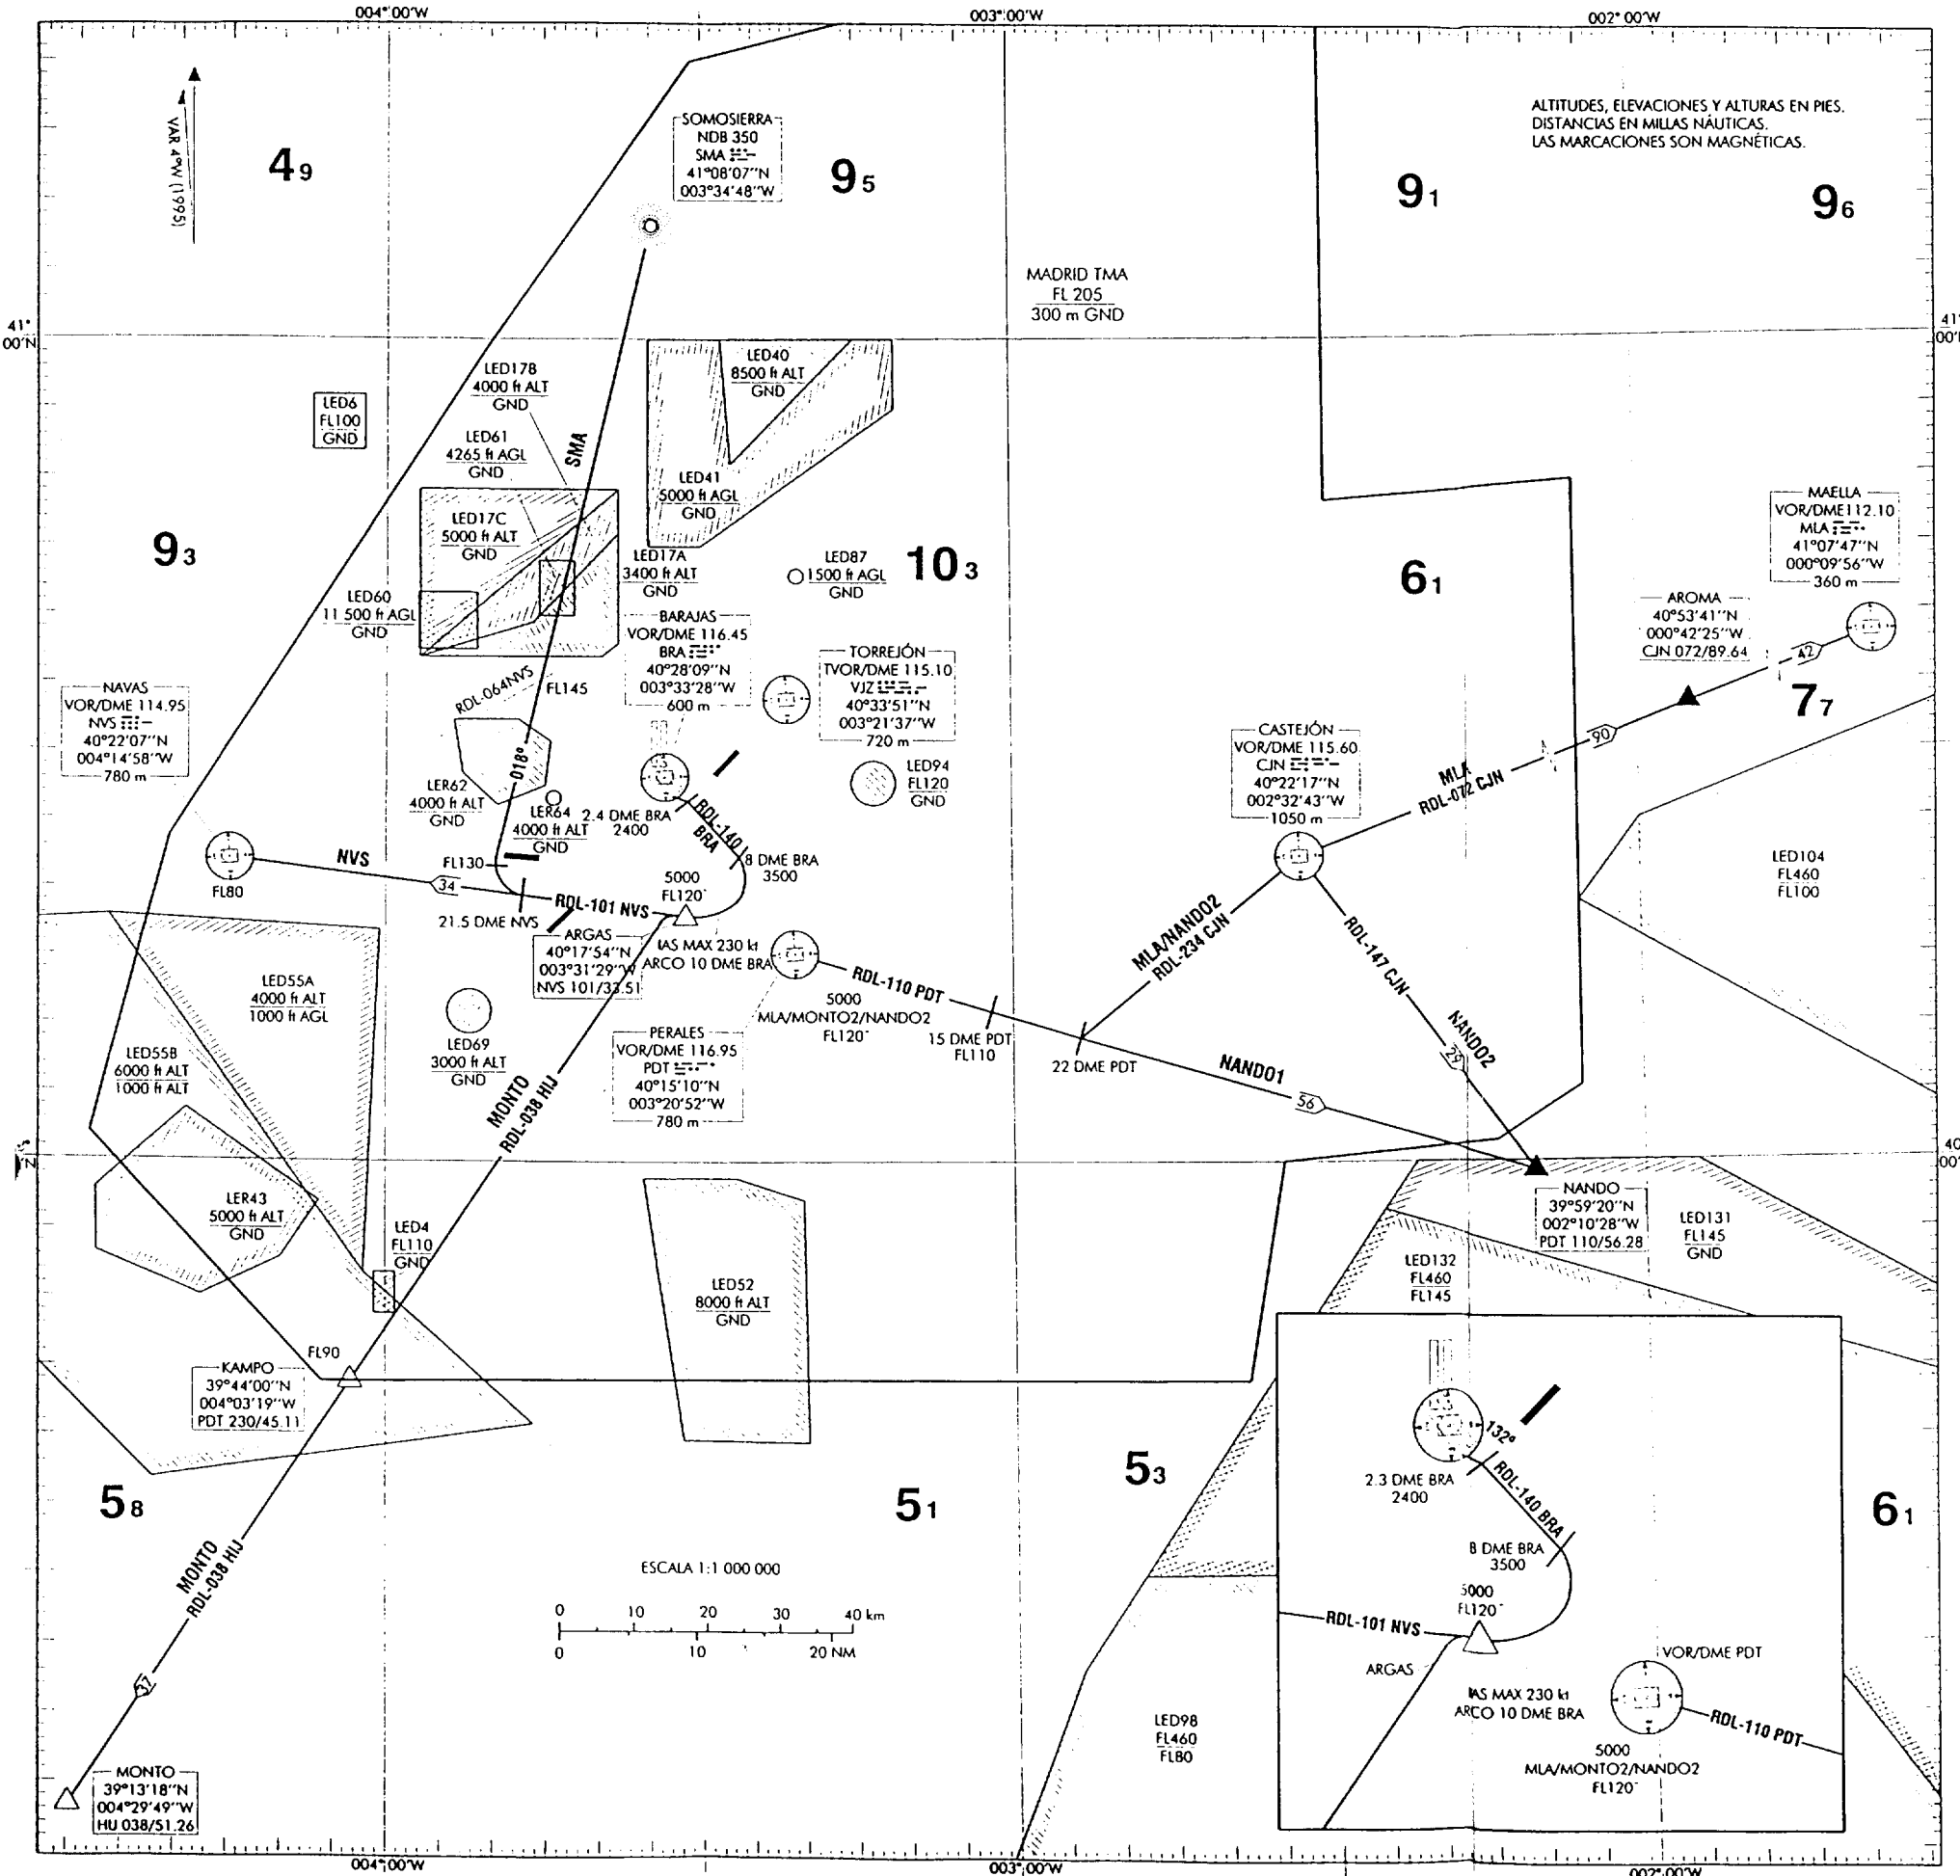 004°00'W
003°00'W
002°00'W
VAR 4°W (1995)
4 9
SOMOSIERRA
NDB 350
SMA
41°08'07''N
003°34'48''W
9 5
9 1
ALTITUDES, ELEVACIONES Y ALTURAS EN PIES.
DISTANCIAS EN MILLAS NÁUTICAS.
LAS MARCACIONES SON MAGNÉTICAS.
9 6
MADRID TMA
FL 205
300 m GND
41°
00'N
41°
LED6
FL100
GND
LED17B
4000 ft ALT
GND
LED61
4265 ft AGL
GND
SMA
LED40
8500 ft ALT
GND
LED41
5000 ft AGL
GND
LED17C
5000 ft ALT
GND
LED17A
3400 ft ALT
GND
LED87
1500 ft AGL
GND
LED60
11 500 ft AGL
GND
9 3
10 3
6 1
MAELLA
VOR/DME 112.10
MLA
41°07'47''N
000°09'56''W
360 m
AROMA
40°53'41''N
000°42'25''W
CJN 072/89.64
42
7 7
90
MLA
RDL-072 CJN
NAVAS
VOR/DME 114.95
NVS
40°22'07''N
004°14'58''W
780 m
RDL-064NVS
FL145
BARAJAS
VOR/DME 116.45
BRA
40°28'09''N
003°33'28''W
600 m
TORREJÓN
TVOR/DME 115.10
VJZ
40°33'51''N
003°21'37''W
720 m
CASTEJÓN
VOR/DME 115.60
CJN
40°22'17''N
002°32'43''W
1050 m
018°
LER62
4000 ft ALT
GND
LER64
4000 ft ALT
GND
2.4 DME BRA
2400
RDL-140
BRA
LED94
FL120
GND
8 DME BRA
3500
FL80
NVS
34
FL130
RDL-101 NVS
21.5 DME NVS
5000
FL120-
ARGAS
40°17'54''N
003°31'29''W
NVS 101/33.51
IAS MAX 230 kt
ARCO 10 DME BRA
LED104
FL460
FL100
MLA/NANDO2
RDL-234 CJN
RDL-147 CJN
NANDO2
29
RDL-110 PDT
5000
MLA/MONTO2/NANDO2
FL120-
15 DME PDT
FL110
22 DME PDT
NANDO1
56
LED55A
4000 ft ALT
1000 ft AGL
LED55B
6000 ft ALT
1000 ft ALT
LED69
3000 ft ALT
GND
PERALES
VOR/DME 116.95
PDT
40°15'10''N
003°20'52''W
780 m
MONTO
RDL-038 HIJ
LER43
5000 ft ALT
GND
LED4
FL110
GND
LED52
8000 ft ALT
GND
NANDO
39°59'20''N
002°10'28''W
PDT 110/56.28
LED131
FL145
GND
LED132
FL460
FL145
FL90
KAMPO
39°44'00''N
004°03'19''W
PDT 230/45.11
5 8
5 1
5 3
6 1
MONTO
RDL-038 HIJ
37
ESCALA 1:1 000 000
0 10 20 30 40 km
0 10 20 NM
132°
2.3 DME BRA
2400
RDL-140 BRA
8 DME BRA
3500
5000
FL120-
RDL-101 NVS
ARGAS
IAS MAX 230 kt
ARCO 10 DME BRA
VOR/DME PDT
RDL-110 PDT
5000
MLA/MONTO2/NANDO2
FL120-
LED98
FL460
FL80
MONTO
39°13'18''N
004°29'49''W
HIJ 038/51.26
004°00'W
003°00'W
002°00'W